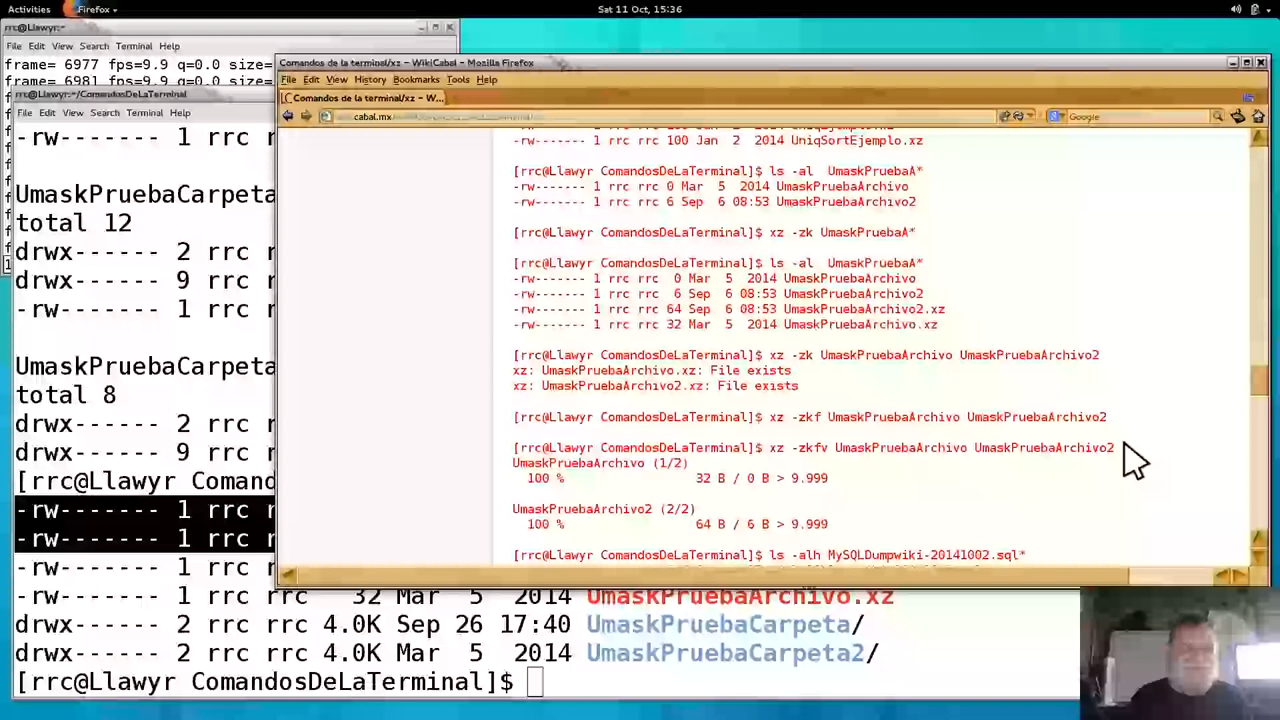 Activities Firefox Sat 11 Oct, 15:36
rrc@Llawyr:~
File Edit View Search Terminal Help
frame= 6977 fps=9.9 q=0.0 size=
frame= 6981 fps=9.9 q=0.0 size=
rrc@Llawyr:~/ComandosDeLaTerminal
File Edit View Search Terminal Help
-rw------- 1 rrc
UmaskPruebaCarpeta
total 12
drwx------ 2 rrc
drwx------ 9 rrc
-rw------- 1 rrc
UmaskPruebaCarpeta
total 8
drwx------ 2 rrc
drwx------ 9 rrc
[rrc@Llawyr Comand
-rw------- 1 rrc
-rw------- 1 rrc
-rw------- 1 rrc
-rw------- 1 rrc rrc 32 Mar 5 2014 UmaskPruebaArchivo.xz
drwx------ 2 rrc rrc 4.0K Sep 26 17:40 UmaskPruebaCarpeta/
drwx------ 2 rrc rrc 4.0K Mar 5 2014 UmaskPruebaCarpeta2/
[rrc@Llawyr ComandosDeLaTerminal]$
Comandos de la terminal/xz – WikiCabal – Mozilla Firefox
File Edit View History Bookmarks Tools Help
Comandos de la terminal/xz – W...
cabal.mx
Google
-rw------- 1 rrc rrc 100 Jan 2 2014 UniqSortEjemplo.xz
[rrc@Llawyr ComandosDeLaTerminal]$ ls -al UmaskPruebaA*
-rw------- 1 rrc rrc 0 Mar 5 2014 UmaskPruebaArchivo
-rw------- 1 rrc rrc 6 Sep 6 08:53 UmaskPruebaArchivo2
[rrc@Llawyr ComandosDeLaTerminal]$ xz -zk UmaskPruebaA*
[rrc@Llawyr ComandosDeLaTerminal]$ ls -al UmaskPruebaA*
-rw------- 1 rrc rrc 0 Mar 5 2014 UmaskPruebaArchivo
-rw------- 1 rrc rrc 6 Sep 6 08:53 UmaskPruebaArchivo2
-rw------- 1 rrc rrc 64 Sep 6 08:53 UmaskPruebaArchivo2.xz
-rw------- 1 rrc rrc 32 Mar 5 2014 UmaskPruebaArchivo.xz
[rrc@Llawyr ComandosDeLaTerminal]$ xz -zk UmaskPruebaArchivo UmaskPruebaArchivo2
xz: UmaskPruebaArchivo.xz: File exists
xz: UmaskPruebaArchivo2.xz: File exists
[rrc@Llawyr ComandosDeLaTerminal]$ xz -zkf UmaskPruebaArchivo UmaskPruebaArchivo2
[rrc@Llawyr ComandosDeLaTerminal]$ xz -zkfv UmaskPruebaArchivo UmaskPruebaArchivo2
UmaskPruebaArchivo (1/2)
100 % 32 B / 0 B > 9.999
UmaskPruebaArchivo2 (2/2)
100 % 64 B / 6 B > 9.999
[rrc@Llawyr ComandosDeLaTerminal]$ ls -alh MySQLDumpwiki-20141002.sql*